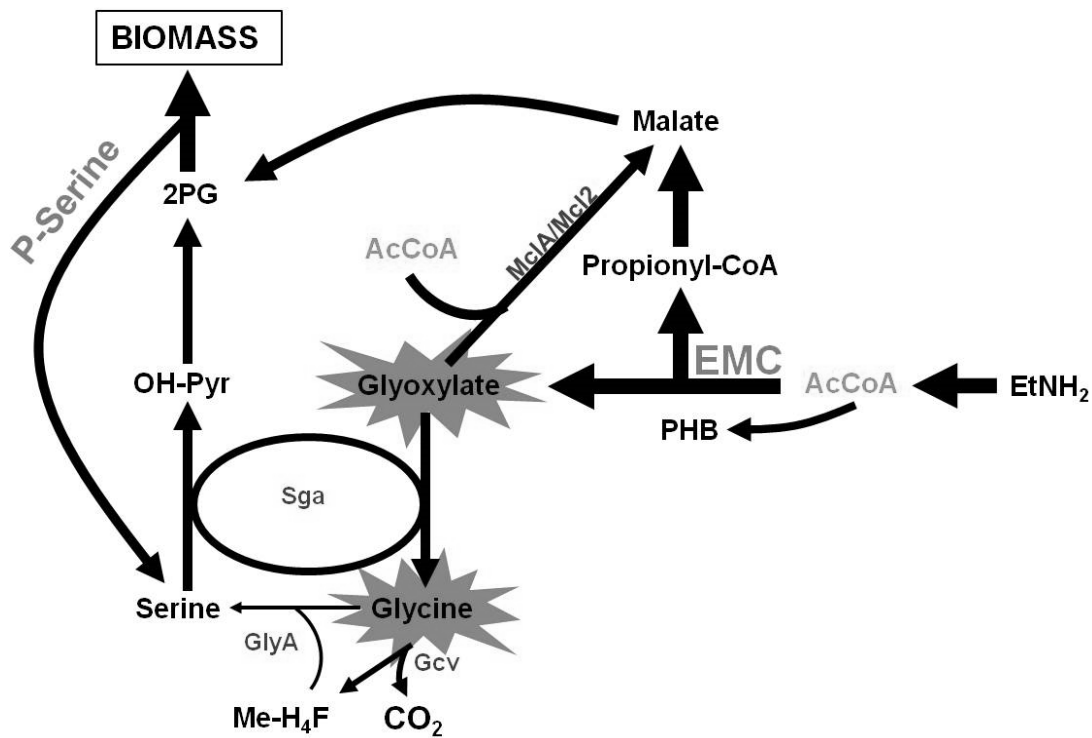 BIOMASS
Malate
P-Serine
2PG
AcCoA
MclA/Mcl2
Propionyl-CoA
OH-Pyr
Glyoxylate
EMC
AcCoA
EtNH₂
PHB
Sga
Serine
Glycine
GlyA
Gcv
Me-H₄F
CO₂